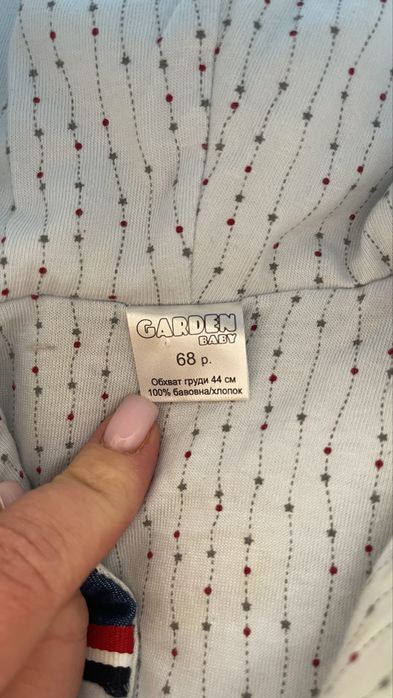 GARDEN
BABY
68 р.
Обхват груди 44 см
100% бавовна/хлопок